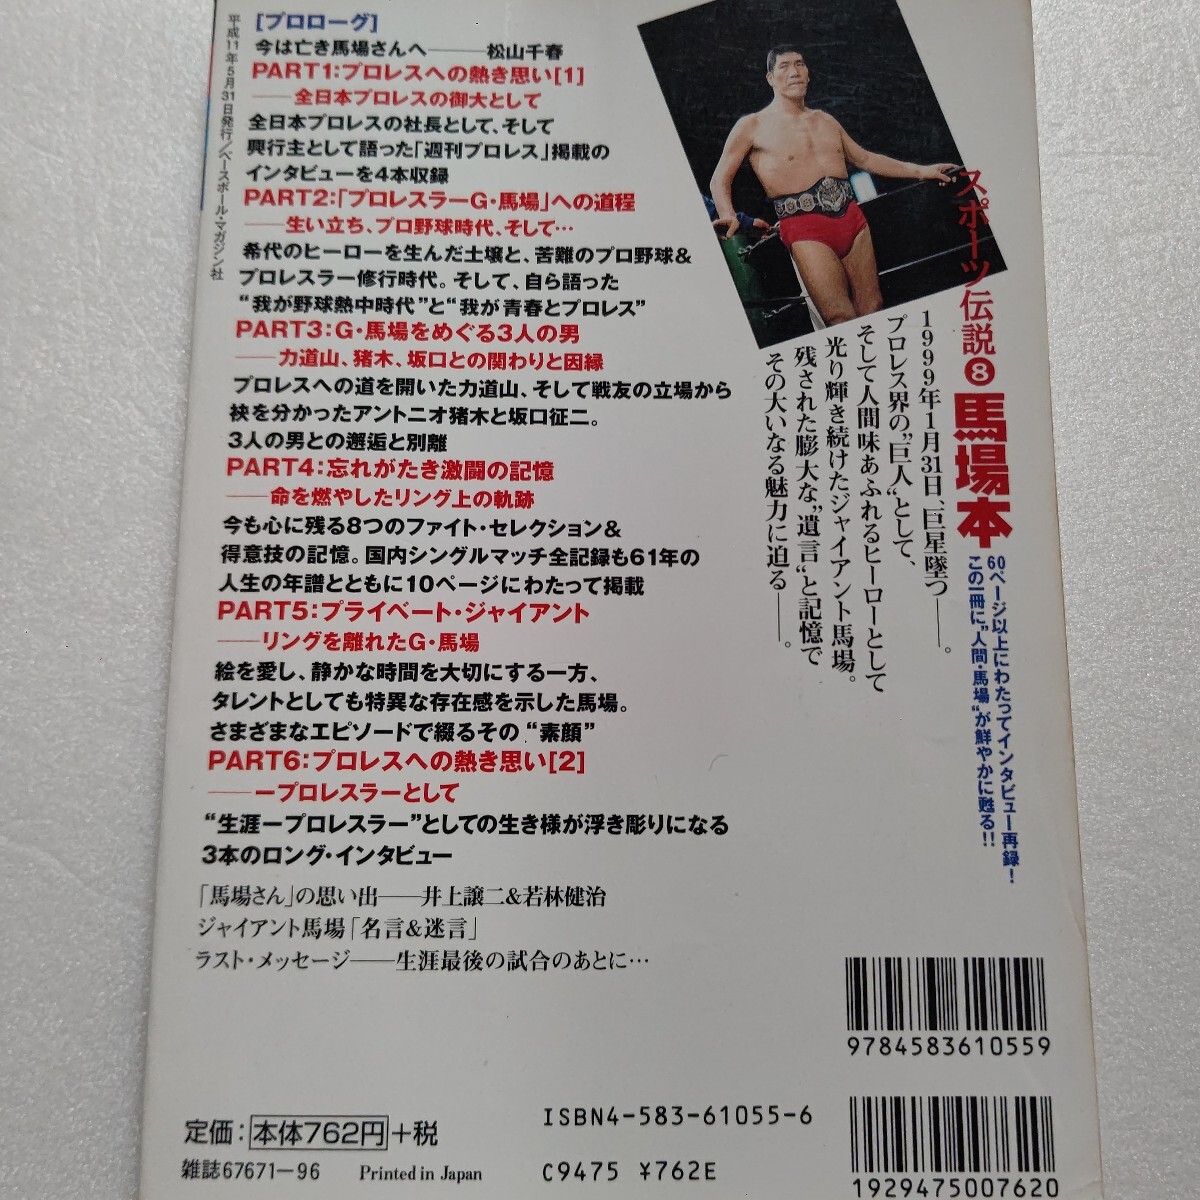 平成11年5月31日発行／ベースボール・マガジン社
[プロローグ]
今は亡き馬場さんへ───松山千春
PART1：プロレスへの熱き思い[1]
───全日本プロレスの御大として
全日本プロレスの社長として、そして
興行主として語った「週刊プロレス」掲載の
インタビューを4本収録
PART2：「プロレスラーG・馬場」への道程
───生い立ち、プロ野球時代、そして…
希代のヒーローを生んだ土壌と、苦難のプロ野球＆
プロレスラー修行時代。そして、自ら語った
“我が野球熱中時代”と“我が青春とプロレス”
PART3：G・馬場をめぐる3人の男
───力道山、猪木、坂口との関わりと因縁
プロレスへの道を開いた力道山、そして戦友の立場から
袂を分かったアントニオ猪木と坂口征二。
3人の男との邂逅と別離
PART4：忘れがたき激闘の記憶
───命を燃やしたリング上の軌跡
今も心に残る8つのファイト・セレクション＆
得意技の記憶。国内シングルマッチ全記録も61年の
人生の年譜とともに10ページにわたって掲載
PART5：プライベート・ジャイアント
───リングを離れたG・馬場
絵を愛し、静かな時間を大切にする一方、
タレントとしても特異な存在感を示した馬場。
さまざまなエピソードで綴るその“素顔”
PART6：プロレスへの熱き思い[2]
───一プロレスラーとして
“生涯一プロレスラー”としての生き様が浮き彫りになる
3本のロング・インタビュー
「馬場さん」の思い出──井上譲二＆若林健治
ジャイアント馬場「名言＆迷言」
ラスト・メッセージ──生涯最後の試合のあとに…
スポーツ伝説❽馬場本
60ページ以上にわたってインタビュー再録！
この一冊に“人間・馬場”が鮮やかに甦る!!
1999年1月31日、巨星墜つ──。
プロレス界の“巨人”として、
そして人間味あふれるヒーローとして
光り輝き続けたジャイアント馬場。
残された膨大な“遺言”と記憶で
その大いなる魅力に迫る──。
9784583610559
ISBN4-583-61055-6
定価：本体762円＋税
雑誌67671－96 Printed in Japan
C9475 ¥762E
1929475007620